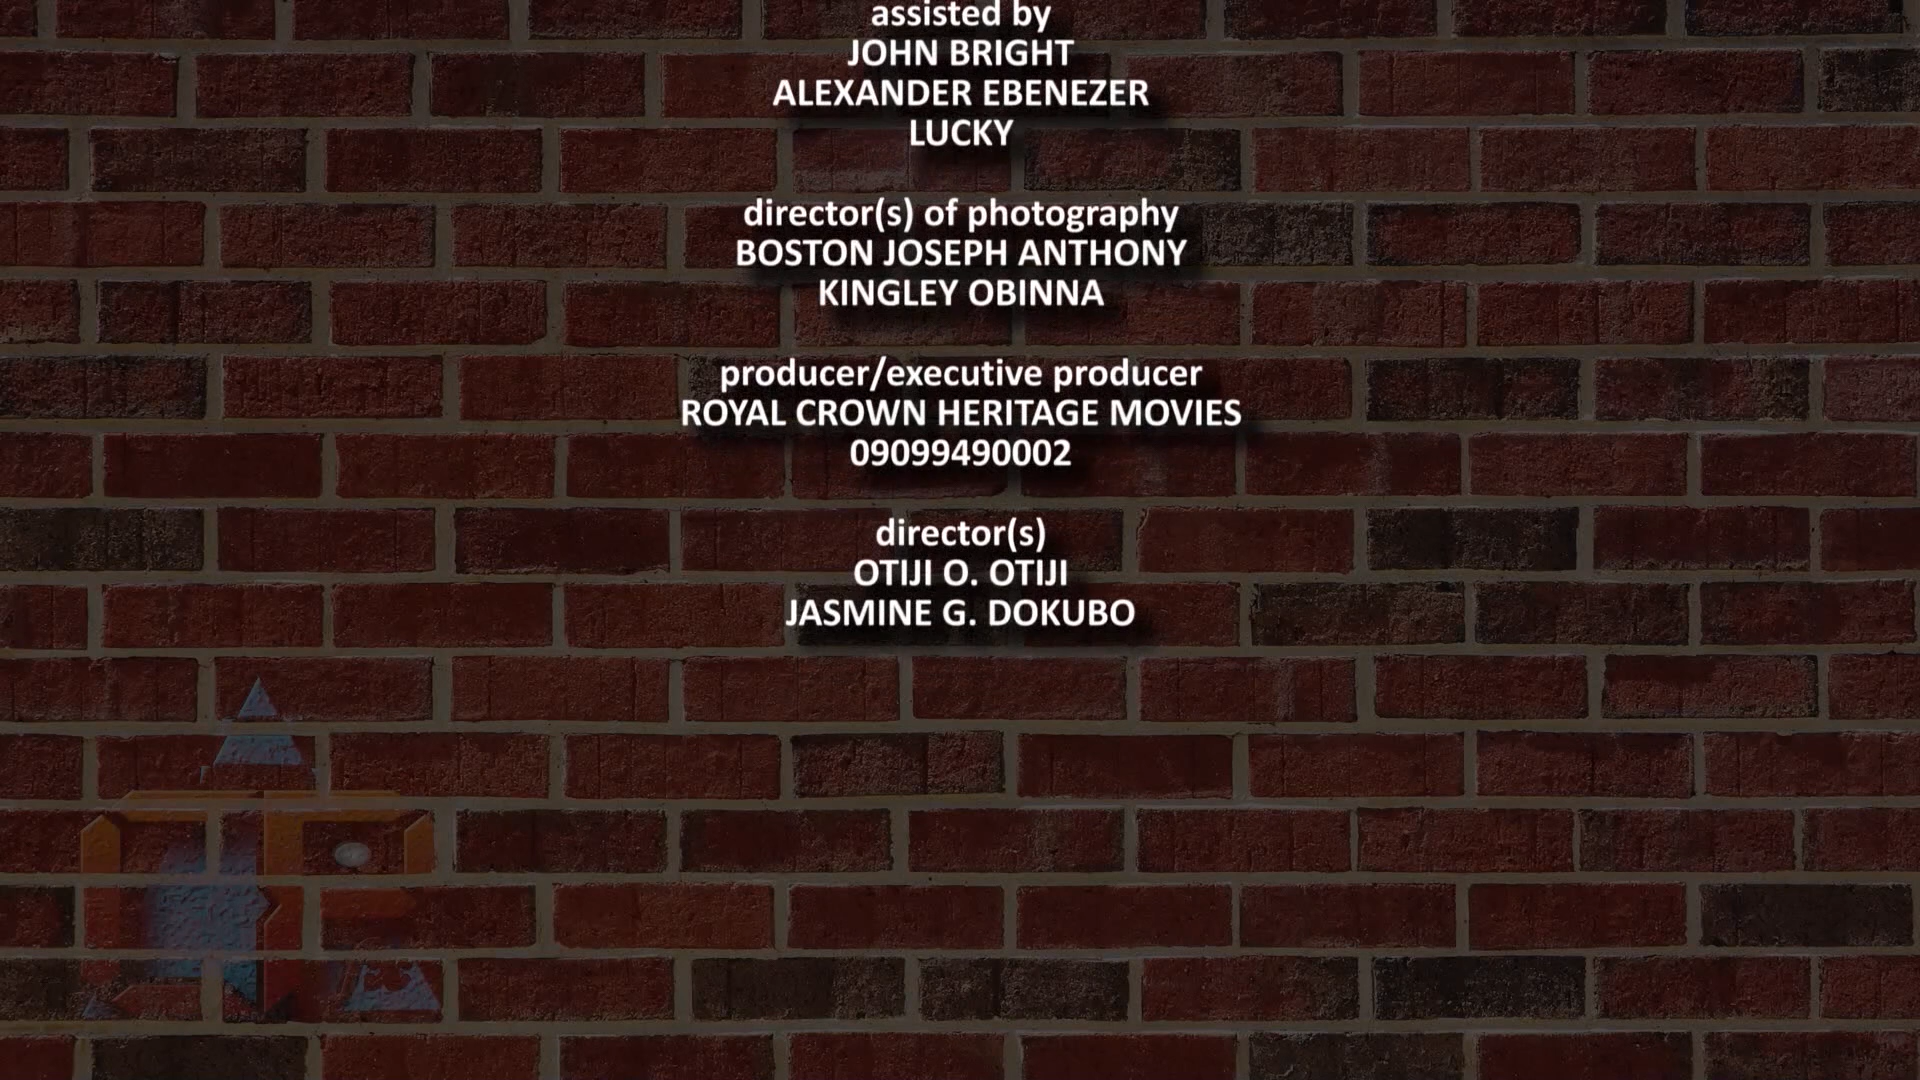 assisted by
JOHN BRIGHT
ALEXANDER EBENEZER
LUCKY
director(s) of photography
BOSTON JOSEPH ANTHONY
KINGLEY OBINNA
producer/executive producer
ROYAL CROWN HERITAGE MOVIES
09099490002
director(s)
OTIJI O. OTIJI
JASMINE G. DOKUBO